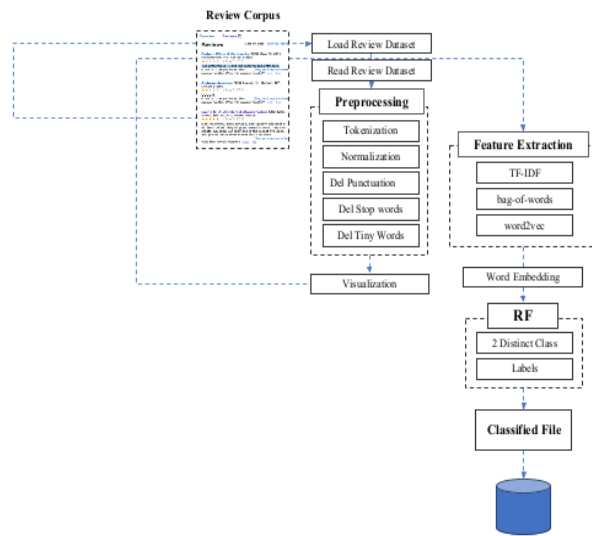 Review Corpus
Reviews
Load Review Dataset
Read Review Dataset
Preprocessing
Tokenization
Normalization
Del Punctuation
Del Stop words
Del Tiny Words
Visualization
Feature Extraction
TF-IDF
bag-of-words
word2vec
Word Embedding
RF
2 Distinct Class
Labels
Classified File